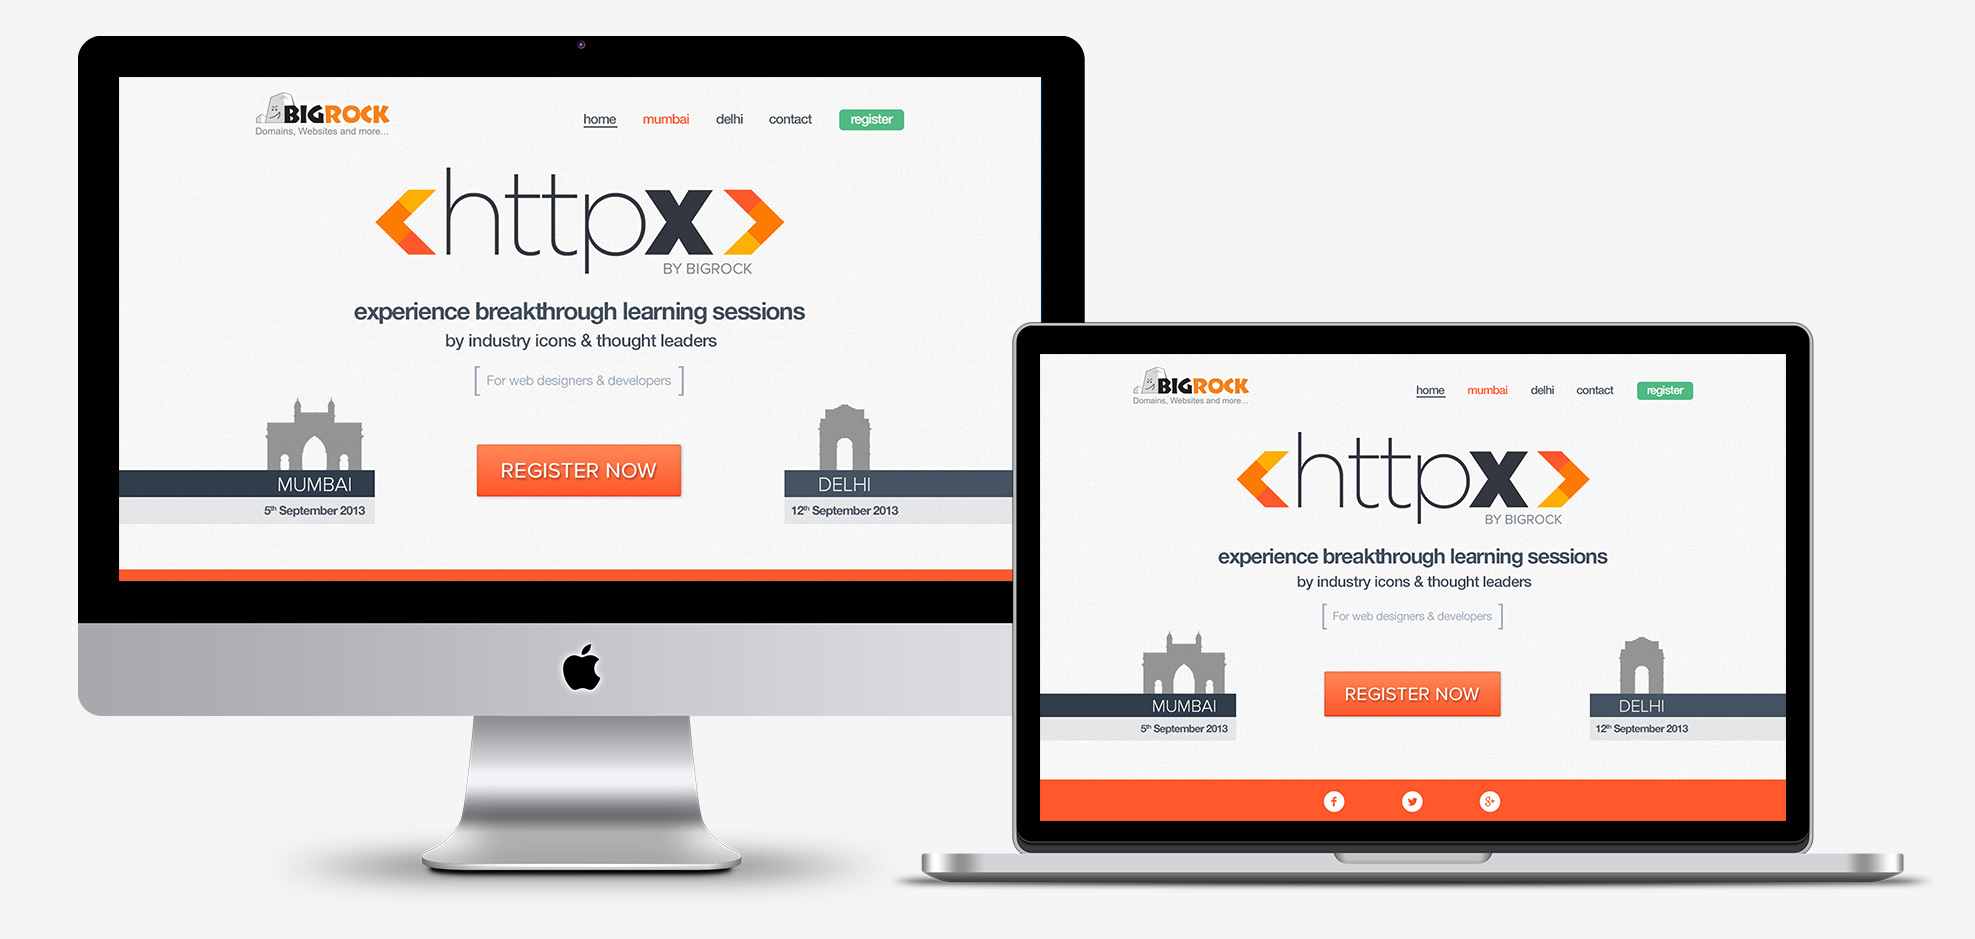 BIGROCK
Domains, Websites and more...
home mumbai delhi contact register
<httpx>
BY BIGROCK
experience breakthrough learning sessions
by industry icons & thought leaders
[ For web designers & developers ]
REGISTER NOW
MUMBAI
5th September 2013
DELHI
12th September 2013
BIGROCK
Domains, Websites and more...
home mumbai delhi contact register
<httpx>
BY BIGROCK
experience breakthrough learning sessions
by industry icons & thought leaders
[ For web designers & developers ]
REGISTER NOW
MUMBAI
5th September 2013
DELHI
12th September 2013
f g+